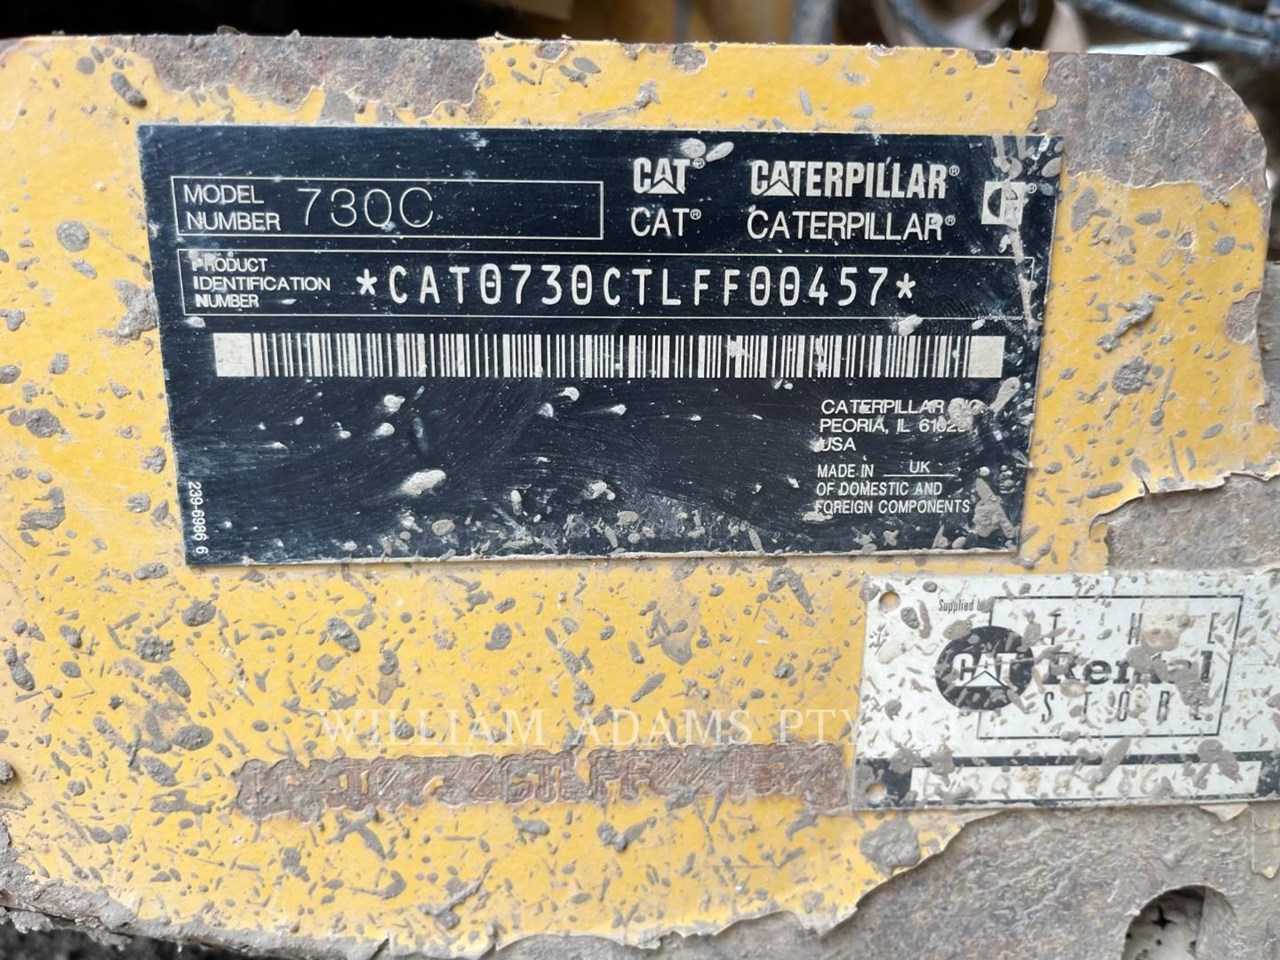 MODEL NUMBER 730C
CAT® CATERPILLAR®
CAT® CATERPILLAR®
PRODUCT IDENTIFICATION NUMBER *CAT0730CTLFF00457*
CATERPILLAR
PEORIA, IL
USA
MADE IN UK
OF DOMESTIC AND
FOREIGN COMPONENTS
239-6986 6
Supplied by
THE
CAT Rental
STORE
WILLIAM ADAMS PTY